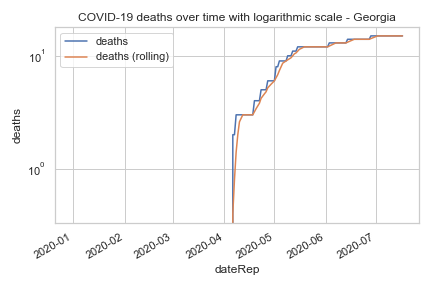 COVID-19 deaths over time with logarithmic scale - Georgia
deaths
deaths (rolling)
10¹
10⁰
deaths
2020-01
2020-02
2020-03
2020-04
2020-05
2020-06
2020-07
dateRep